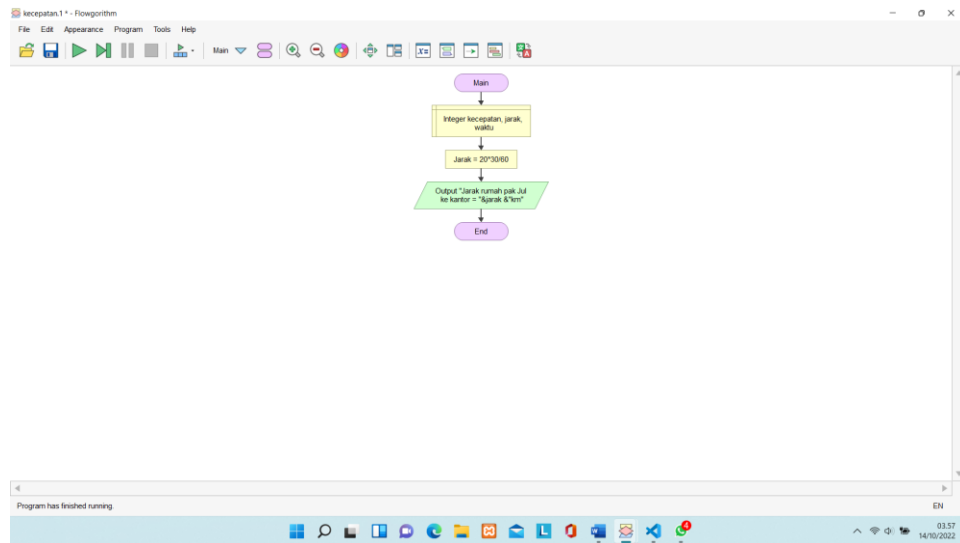 kecepatan.1 * - Flowgorithm
File Edit Appearance Program Tools Help
Main
X=
Main
Integer kecepatan, jarak,
waktu
Jarak = 20*30/60
Output "Jarak rumah pak Jul
ke kantor = "&jarak &"km"
End
Program has finished running.
EN
L
4
03.57
14/10/2022